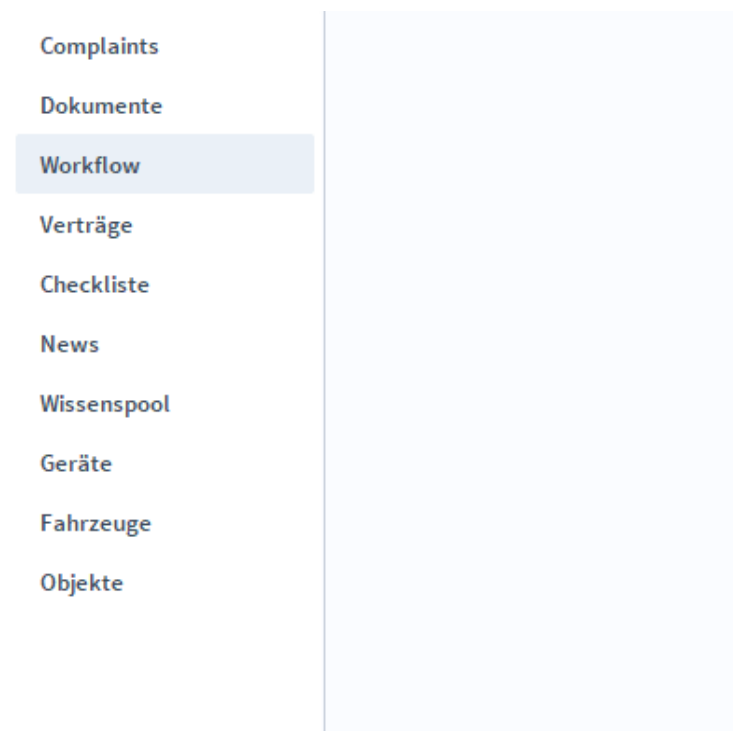 Complaints
Dokumente
Workflow
Verträge
Checkliste
News
Wissenspool
Geräte
Fahrzeuge
Objekte